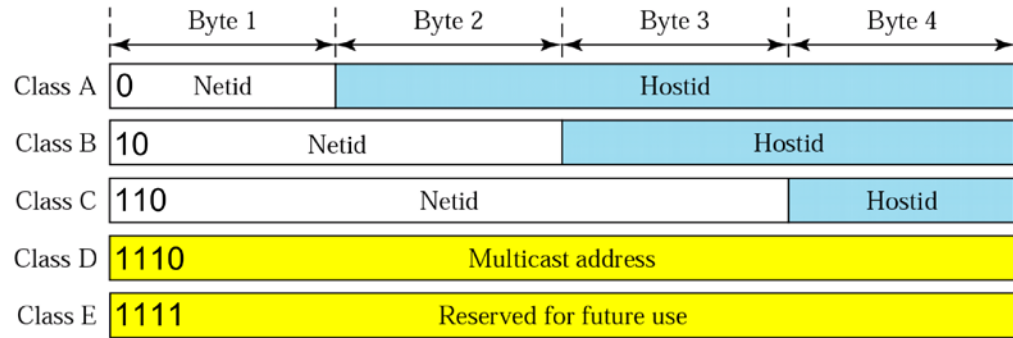 Byte 1 Byte 2 Byte 3 Byte 4
Class A 0 Netid Hostid
Class B 10 Netid Hostid
Class C 110 Netid Hostid
Class D 1110 Multicast address
Class E 1111 Reserved for future use